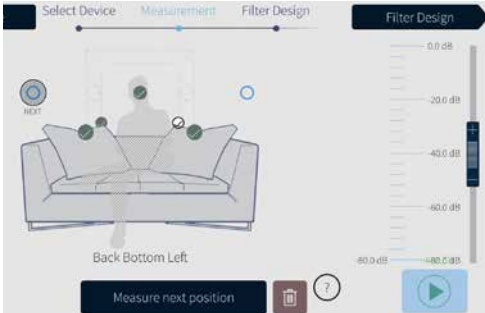 Select Device
Measurement
Filter Design
Filter Design
NEXT
0.0 dB
-20.0 dB
-40.0 dB
-60.0 dB
-80.0 dB
-80.0 dB
Back Bottom Left
Measure next position
?